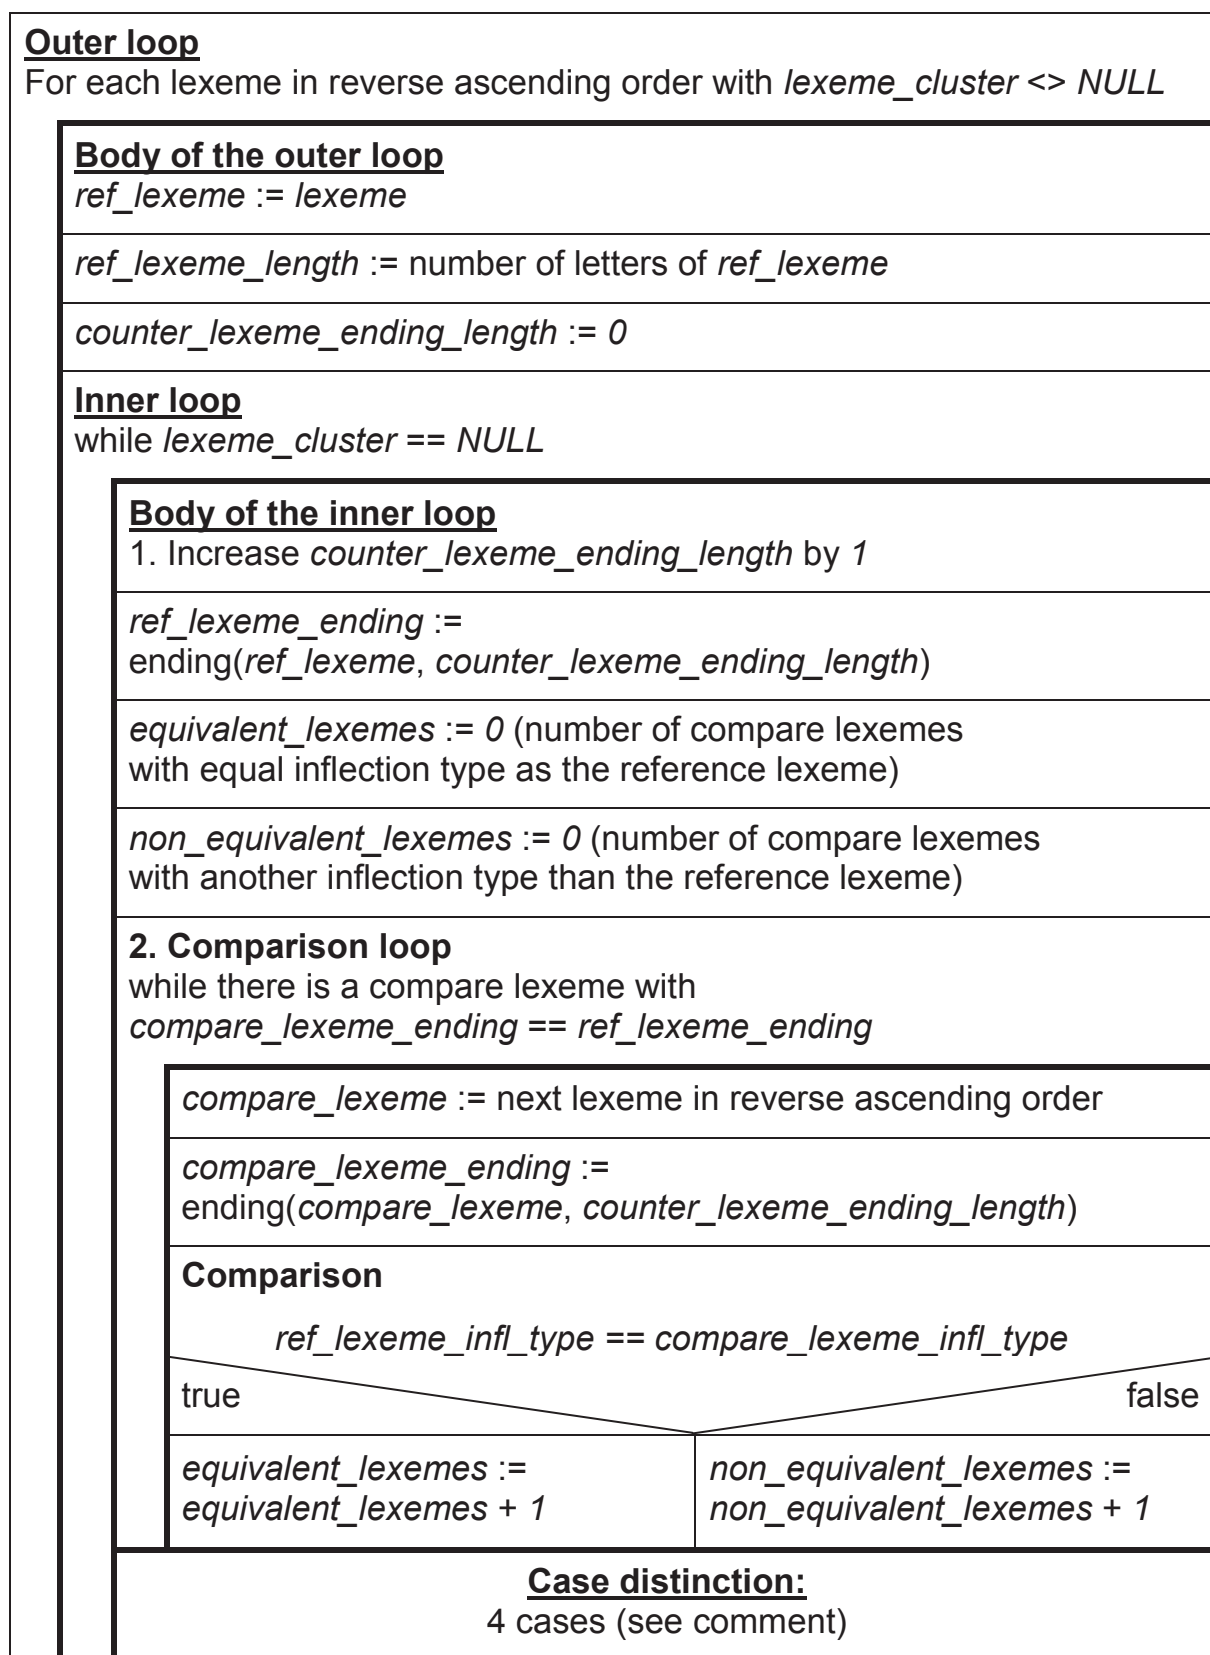 Outer loop
For each lexeme in reverse ascending order with lexeme_cluster <> NULL
Body of the outer loop
ref_lexeme := lexeme
ref_lexeme_length := number of letters of ref_lexeme
counter_lexeme_ending_length := 0
Inner loop
while lexeme_cluster == NULL
Body of the inner loop
1. Increase counter_lexeme_ending_length by 1
ref_lexeme_ending :=
ending(ref_lexeme, counter_lexeme_ending_length)
equivalent_lexemes := 0 (number of compare lexemes
with equal inflection type as the reference lexeme)
non_equivalent_lexemes := 0 (number of compare lexemes
with another inflection type than the reference lexeme)
2. Comparison loop
while there is a compare lexeme with
compare_lexeme_ending == ref_lexeme_ending
compare_lexeme := next lexeme in reverse ascending order
compare_lexeme_ending :=
ending(compare_lexeme, counter_lexeme_ending_length)
Comparison
ref_lexeme_infl_type == compare_lexeme_infl_type
true
false
equivalent_lexemes :=
equivalent_lexemes + 1
non_equivalent_lexemes :=
non_equivalent_lexemes + 1
Case distinction:
4 cases (see comment)